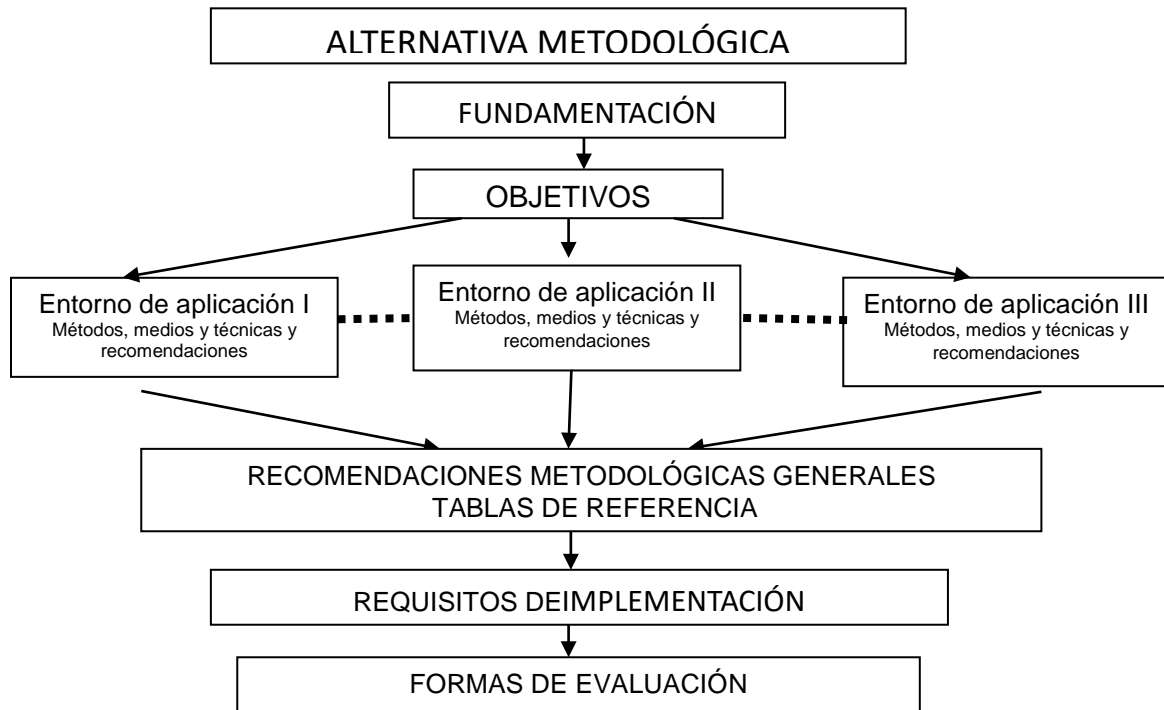 ALTERNATIVA METODOLÓGICA
FUNDAMENTACIÓN
OBJETIVOS
Entorno de aplicación I
Métodos, medios y técnicas y
recomendaciones
Entorno de aplicación II
Métodos, medios y técnicas y
recomendaciones
Entorno de aplicación III
Métodos, medios y técnicas y
recomendaciones
RECOMENDACIONES METODOLÓGICAS GENERALES
TABLAS DE REFERENCIA
REQUISITOS DEIMPLEMENTACIÓN
FORMAS DE EVALUACIÓN